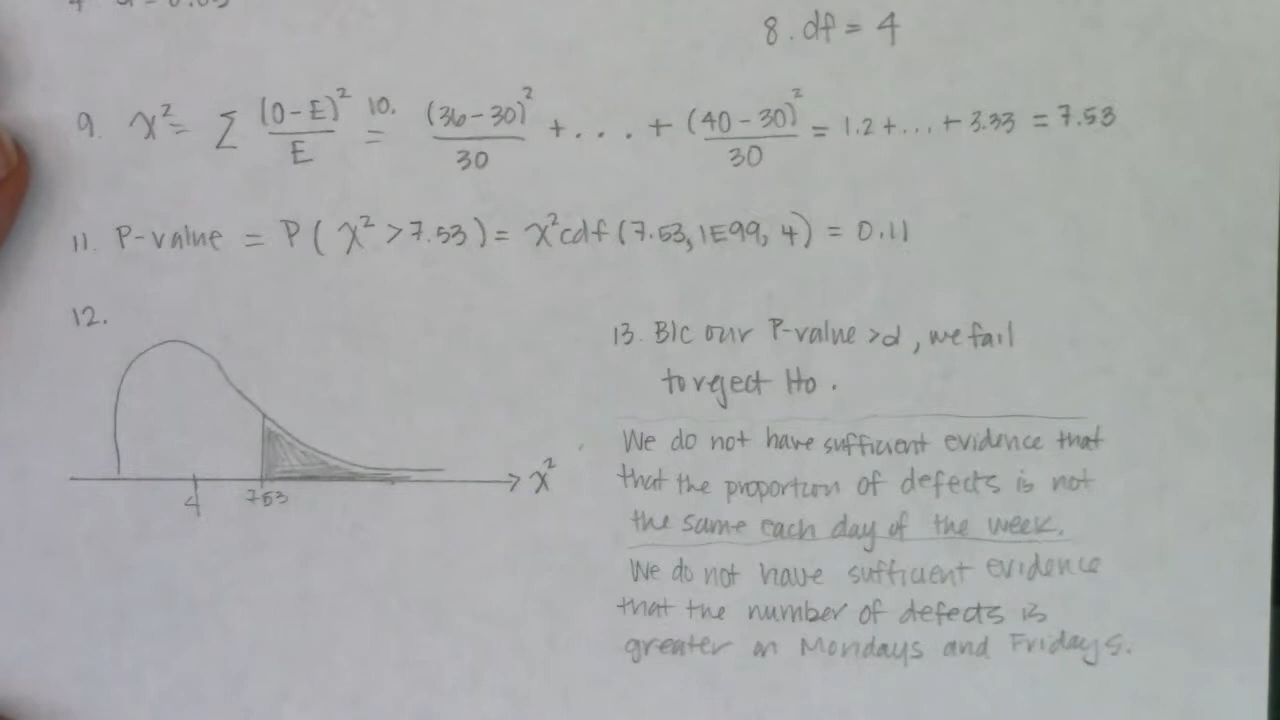 8. df = 4
9. χ² = Σ (O-E)²/E 10. = (36-30)²/30 + . . . + (40-30)²/30 = 1.2 + ... + 3.33 = 7.53
11. P-value = P ( χ² > 7.53 ) = χ²cdf (7.53, 1E99, 4) = 0.11
12.
4 7.53 χ²
13. B/c our P-value > α, we fail
to reject Ho.
We do not have sufficient evidence that
that the proportion of defects is not
the same each day of the week.
We do not have sufficient evidence
that the number of defects is
greater on Mondays and Fridays.